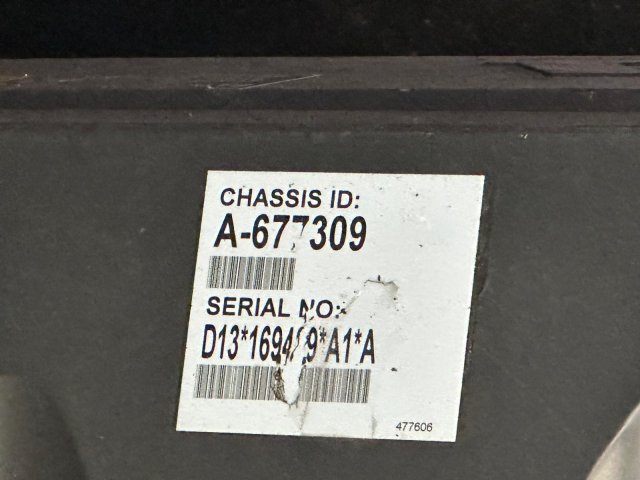 CHASSIS ID:
A-677309
SERIAL NO:
477606